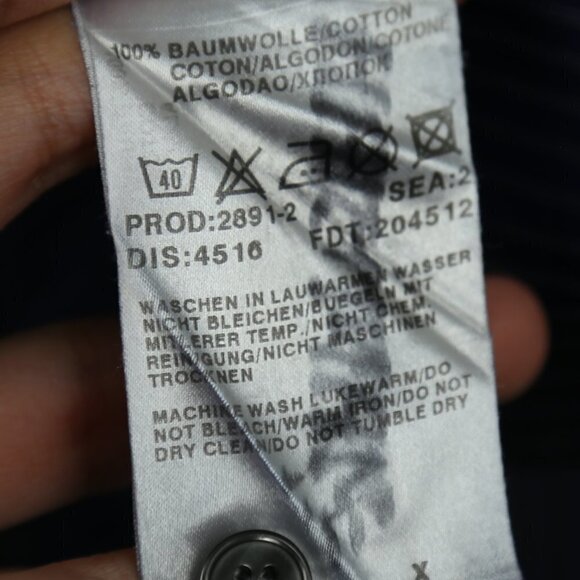 100% BAUMWOLLE/COTTON
COTON/ALGODON/COTONE
ALGODAO/ХЛОПОК
40
PROD:2891-2 SEA:2
DIS:4516 FDT:204512
WASCHEN IN LAUWARMEN WASSER
NICHT BLEICHEN/BUEGELN MIT
MITLERER TEMP./NICHT CHEM.
REINIGUNG/NICHT MASCHINEN
TROCKNEN
MACHINE WASH LUKEWARM/DO
NOT BLEACH/WARM IRON/DO NOT
DRY CLEAN/DO NOT TUMBLE DRY
X